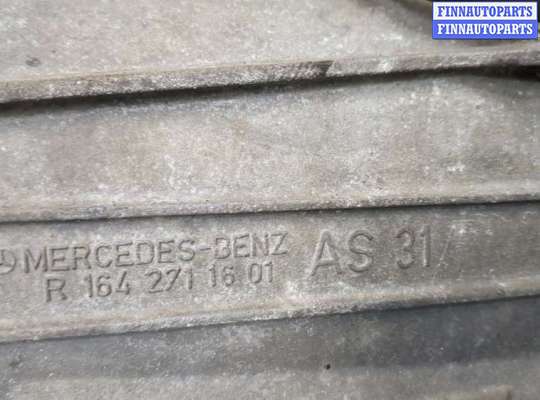 FINNAUTOPARTS
FINNAUTOPARTS
MERCEDES-BENZ AS 31
R 164 271 16 01